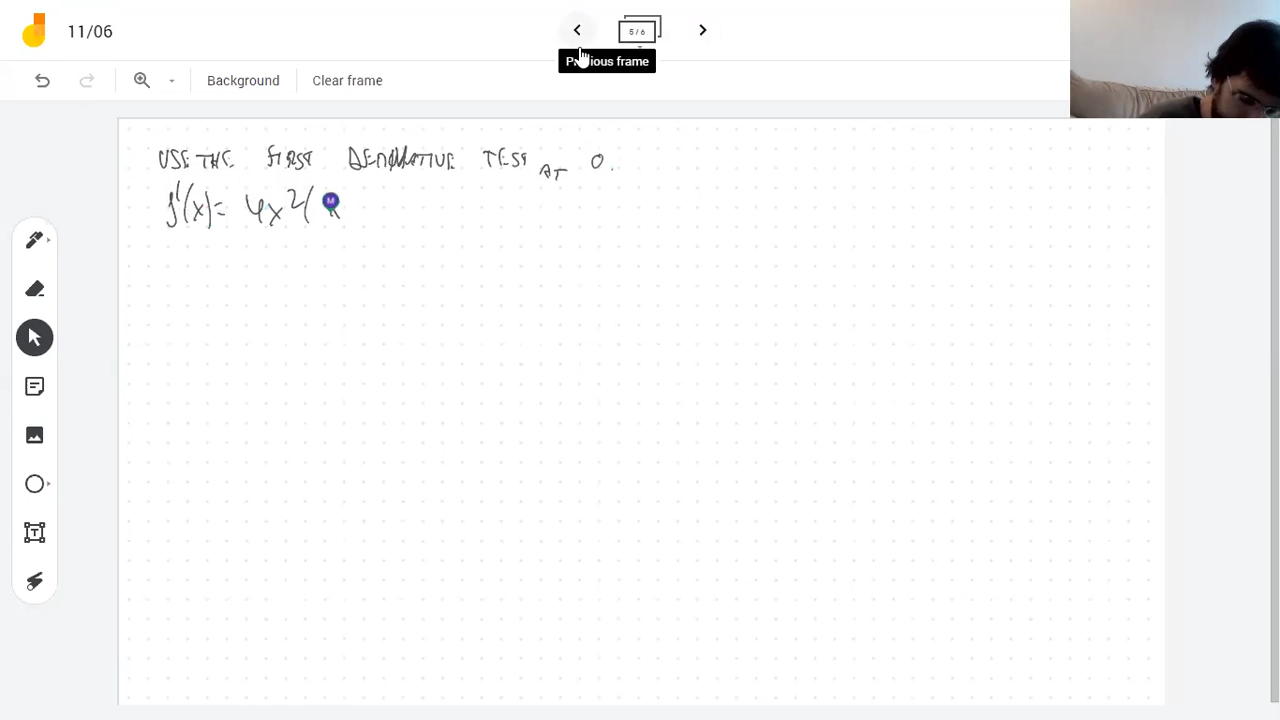 11/06
5 / 6
Previous frame
Background
Clear frame
USE THE FIRST DERIVATIVE TEST AT 0.
f'(x) = 4x²(
M
T